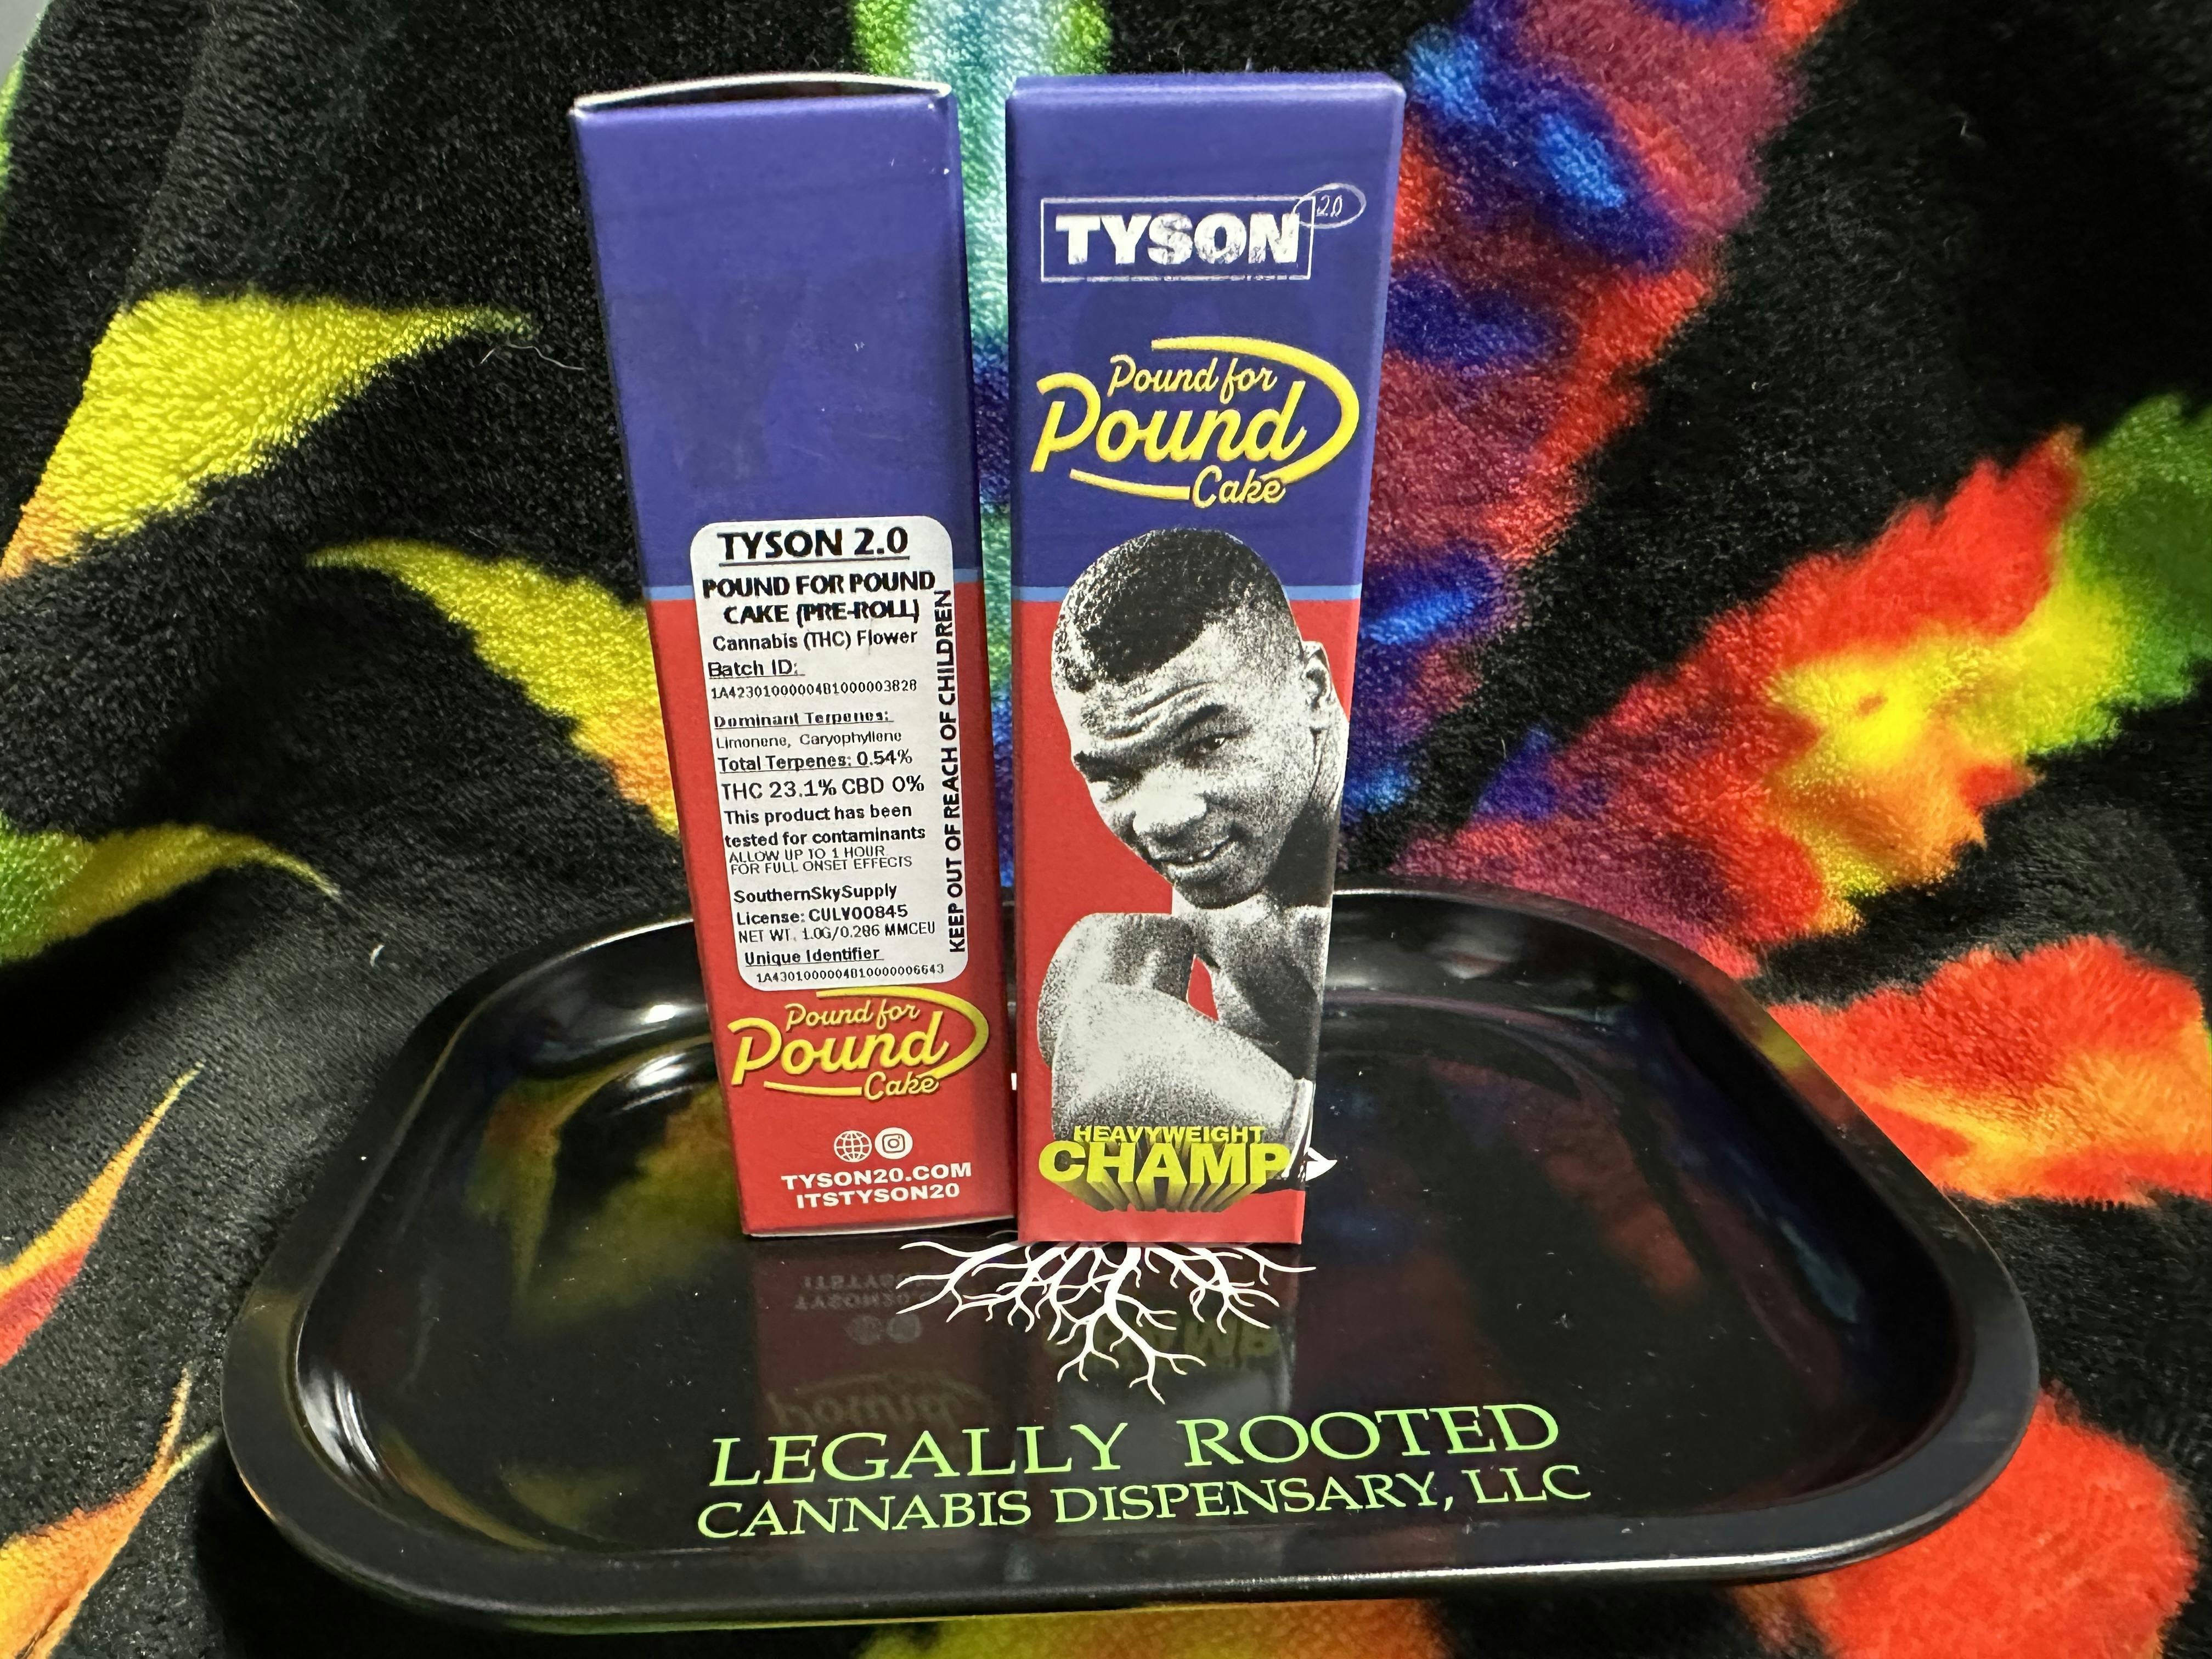 TYSON 2.0
POUND FOR POUND
CAKE (PRE-ROLL)
Cannabis (THC) Flower
Batch ID:
1A42301000004B1000003828
Dominant Terpenes:
Limonene, Caryophyllene
Total Terpenes: 0.54%
THC 23.1% CBD 0%
This product has been
tested for contaminants
ALLOW UP TO 1 HOUR
FOR FULL ONSET EFFECTS
SouthernSkySupply
License: CULV00845
NET WT. 1.0G/0.286 MMCEU
Unique Identifier
1A4301000004010000006643
KEEP OUT OF REACH OF CHILDREN
Pound for
Pound
Cake
TYSON20.COM
ITSTYSON20
TYSON 2.0
Pound for
Pound
Cake
HEAVYWEIGHT
CHAMP
LEGALLY ROOTED
CANNABIS DISPENSARY, LLC